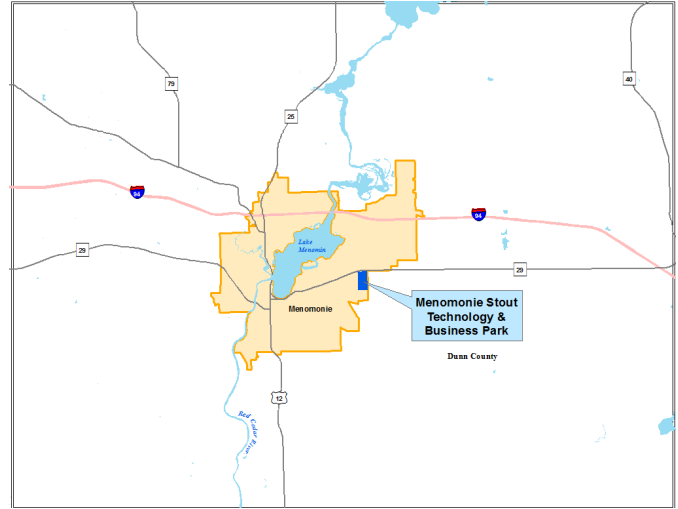 79
25
40
94
94
Lake
Menomin
29
29
Menomonie
Menomonie Stout
Technology &
Business Park
Dunn County
12
Red Cedar River